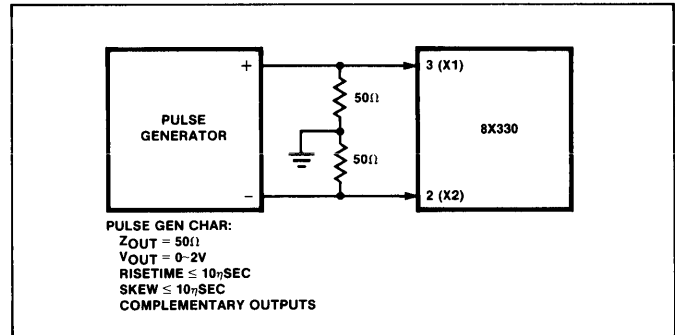 +
3 (X1)
50Ω
PULSE
GENERATOR
8X330
50Ω
−
2 (X2)
PULSE GEN CHAR:
ZOUT = 50Ω
VOUT = 0~2V
RISETIME ≤ 10ηSEC
SKEW ≤ 10ηSEC
COMPLEMENTARY OUTPUTS